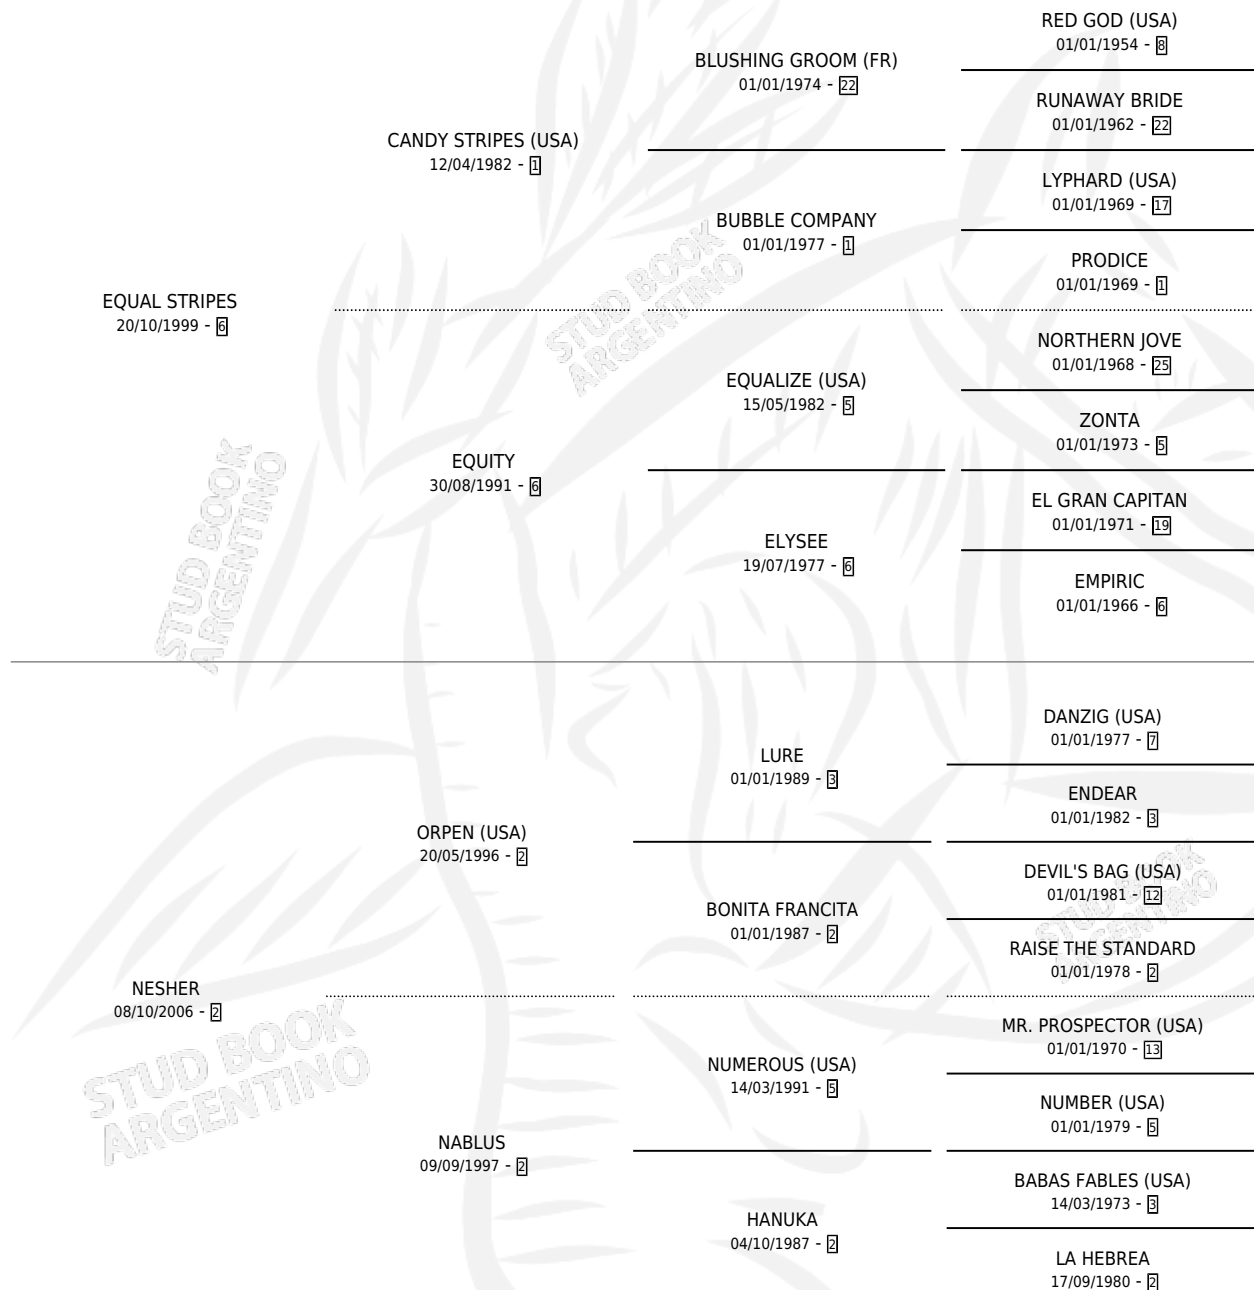 RED GOD (USA)
01/01/1954 - 8
BLUSHING GROOM (FR)
01/01/1974 - 22
RUNAWAY BRIDE
01/01/1962 - 22
CANDY STRIPES (USA)
12/04/1982 - 1
LYPHARD (USA)
01/01/1969 - 17
BUBBLE COMPANY
01/01/1977 - 1
PRODICE
01/01/1969 - 1
EQUAL STRIPES
20/10/1999 - 6
NORTHERN JOVE
01/01/1968 - 25
EQUALIZE (USA)
15/05/1982 - 5
ZONTA
01/01/1973 - 5
EQUITY
30/08/1991 - 6
EL GRAN CAPITAN
01/01/1971 - 19
ELYSEE
19/07/1977 - 6
EMPIRIC
01/01/1966 - 6
DANZIG (USA)
01/01/1977 - 7
LURE
01/01/1989 - 3
ENDEAR
01/01/1982 - 3
ORPEN (USA)
20/05/1996 - 2
DEVIL'S BAG (USA)
01/01/1981 - 12
BONITA FRANCITA
01/01/1987 - 2
RAISE THE STANDARD
01/01/1978 - 2
NESHER
08/10/2006 - 2
MR. PROSPECTOR (USA)
01/01/1970 - 13
NUMEROUS (USA)
14/03/1991 - 5
NUMBER (USA)
01/01/1979 - 5
NABLUS
09/09/1997 - 2
BABAS FABLES (USA)
14/03/1973 - 3
HANUKA
04/10/1987 - 2
LA HEBREA
17/09/1980 - 2
STUD BOOK
ARGENTINO
STUD BOOK
ARGENTINO
STUD BOOK
ARGENTINO
STUD BOOK
ARGENTINO